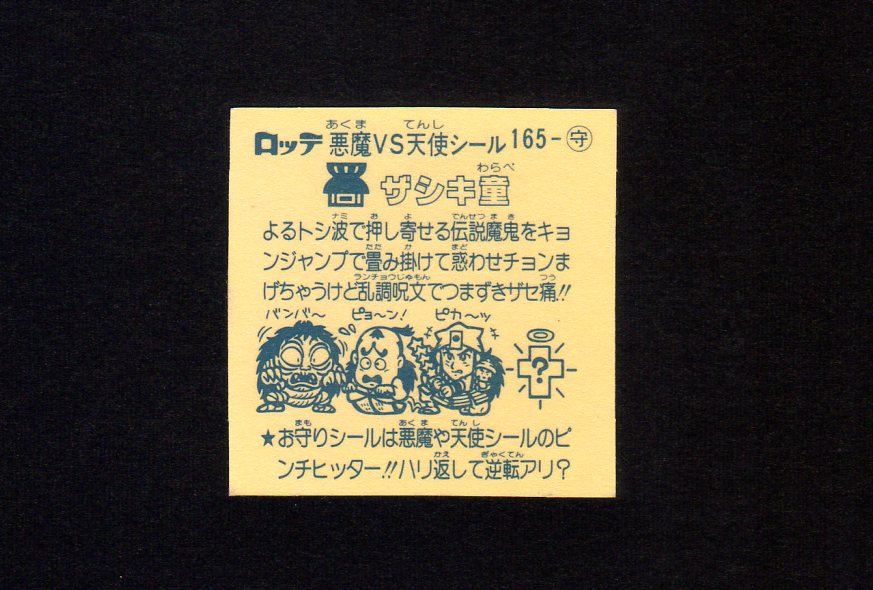 ロッテ 悪魔VS天使シール 165-守
ザシキ童
よるトシ波で押し寄せる伝説魔鬼をキョ
ンジャンプで畳み掛けて惑わせチョンま
げちゃうけど乱調呪文でつまずきザセ痛!!
バンバ〜 ピョ〜ン! ピカ〜ッ
?
★お守りシールは悪魔や天使シールのピ
ンチヒッター!!ハリ返して逆転アリ?